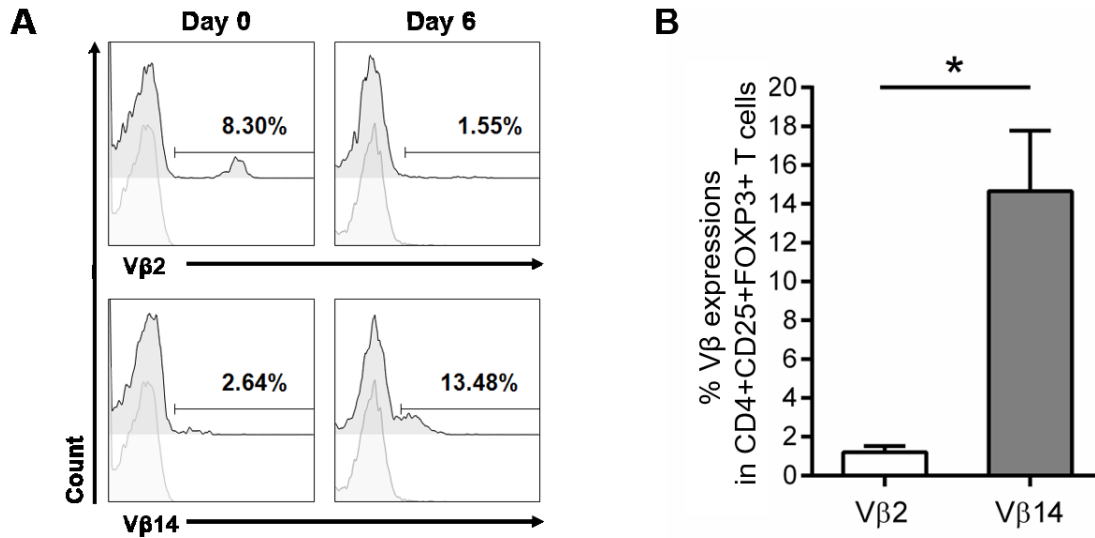 A
Day 0
Day 6
8.30%
1.55%
Vβ2
2.64%
13.48%
Count
Vβ14
B
*
% Vβ expressions
in CD4+CD25+FOXP3+ T cells
20
18
16
14
12
10
8
6
4
2
0
Vβ2
Vβ14